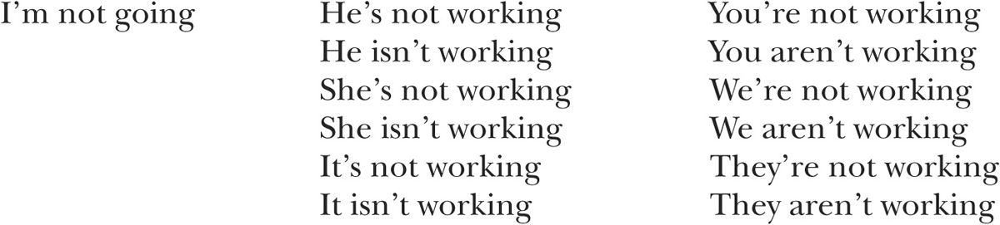 I’m not going
He’s not working
He isn’t working
She’s not working
She isn’t working
It’s not working
It isn’t working
You’re not working
You aren’t working
We’re not working
We aren’t working
They’re not working
They aren’t working